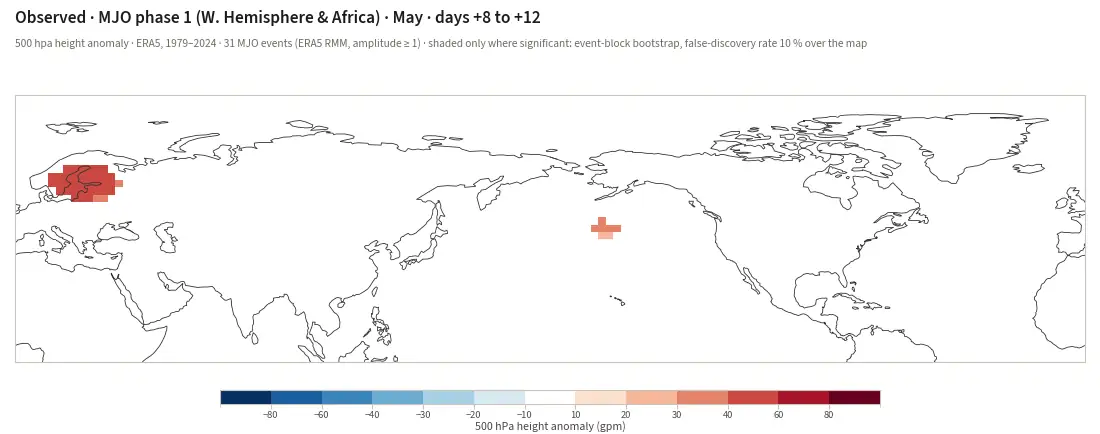 Observed · MJO phase 1 (W. Hemisphere & Africa) · May · days +8 to +12
500 hpa height anomaly · ERA5, 1979–2024 · 31 MJO events (ERA5 RMM, amplitude ≥ 1) · shaded only where significant: event-block bootstrap, false-discovery rate 10 % over the map
−80 −60 −40 −30 −20 −10 10 20 30 40 60 80
500 hPa height anomaly (gpm)